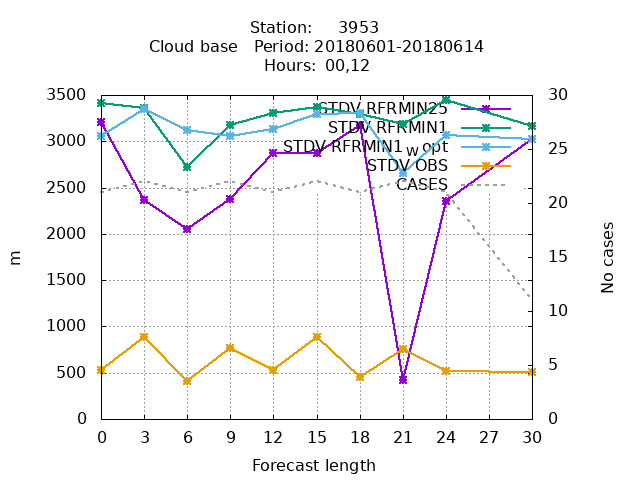 Station: 3953
Cloud base Period: 20180601-20180614
Hours: 00,12
3500
3000
2500
2000
1500
1000
500
0
m
30
25
20
15
10
5
0
No cases
STDV RFRMIN25
STDV RFRMIN1
STDV RFRMIN1_W_out
STDV OBS
CASES
0 3 6 9 12 15 18 21 24 27 30
Forecast length